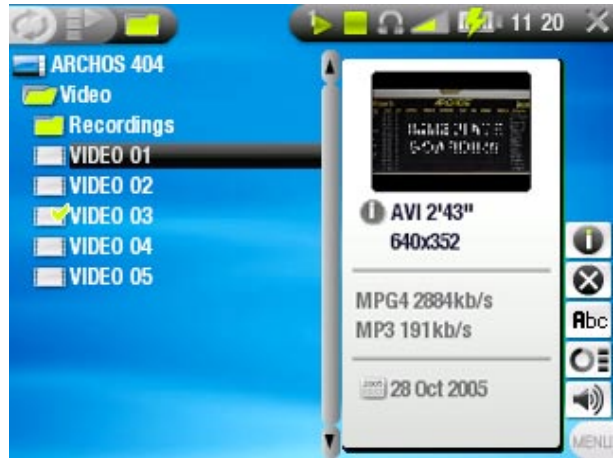 11 20
ARCHOS 404
Video
Recordings
VIDEO 01
VIDEO 02
VIDEO 03
VIDEO 04
VIDEO 05
ARCHOS
AVI 2'43"
640x352
MPG4 2884kb/s
MP3 191kb/s
28 Oct 2005
Abc
MENU